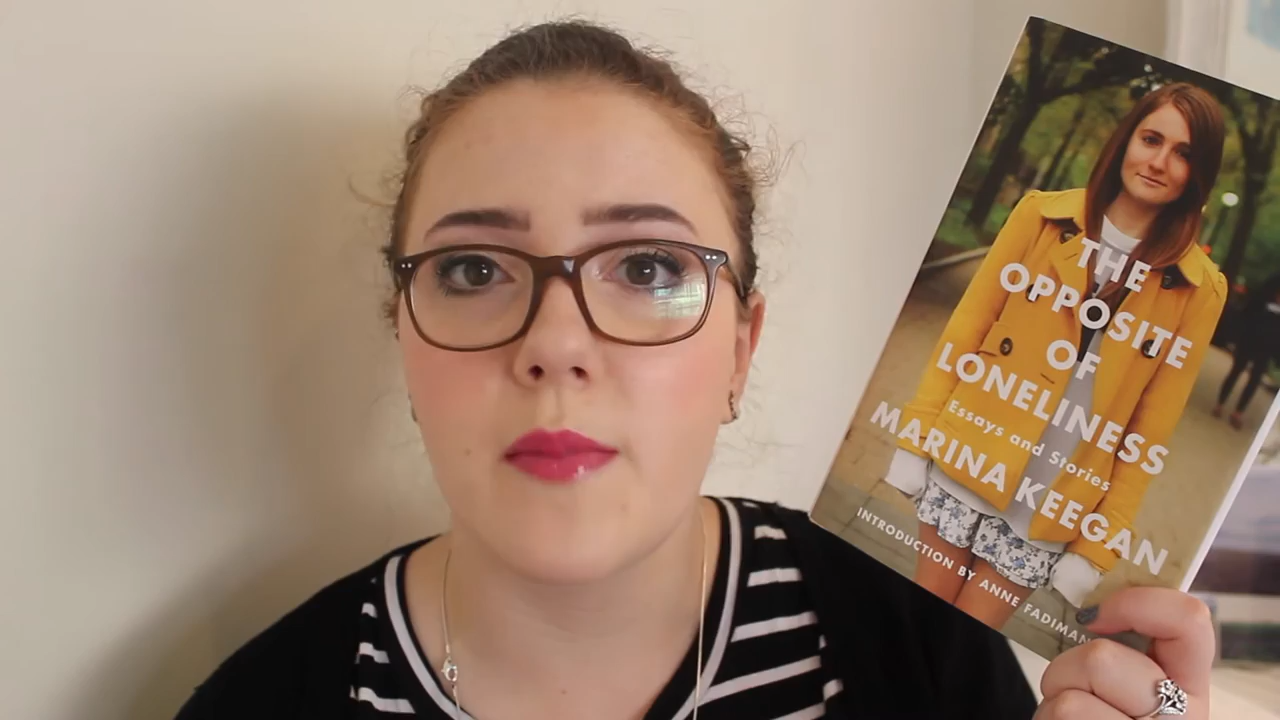 THE
OPPOSITE
OF
LONELINESS
Essays and Stories
MARINA KEEGAN
INTRODUCTION BY ANNE FADIMAN